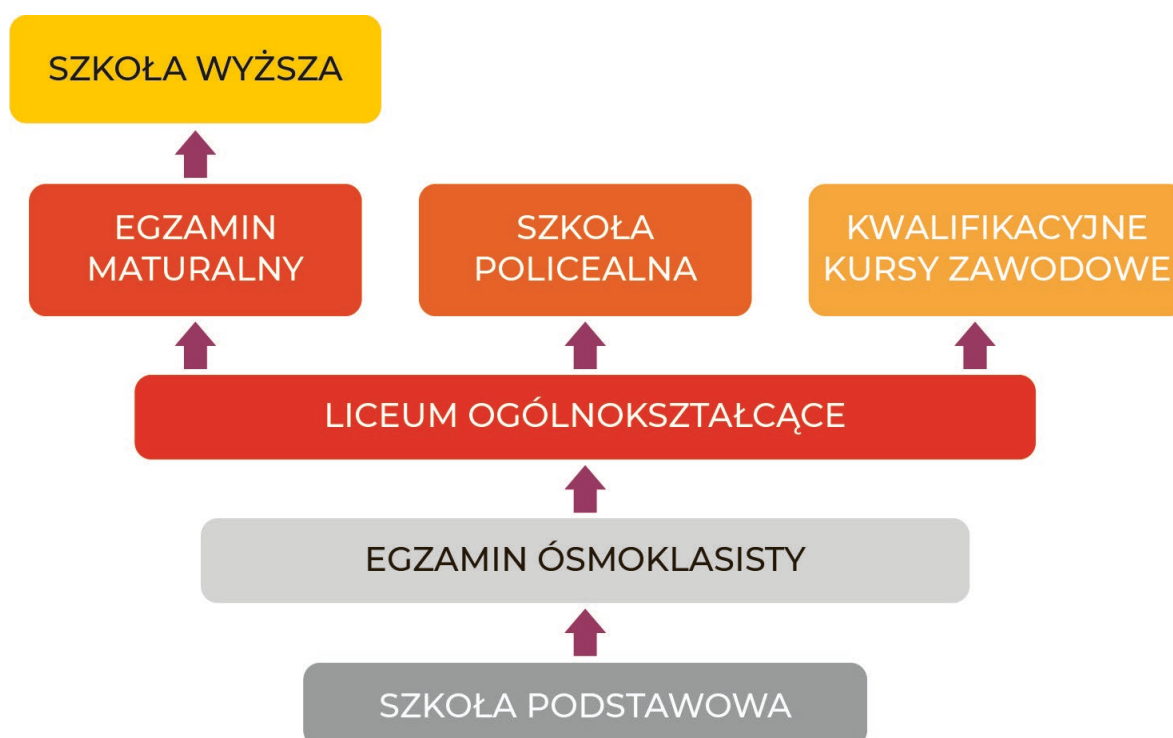 SZKOŁA WYŻSZA
EGZAMIN
MATURALNY
SZKOŁA
POLICEALNA
KWALIFIKACYJNE
KURSY ZAWODOWE
LICEUM OGÓLNOKSZTAŁCĄCE
EGZAMIN ÓSMOKLASISTY
SZKOŁA PODSTAWOWA